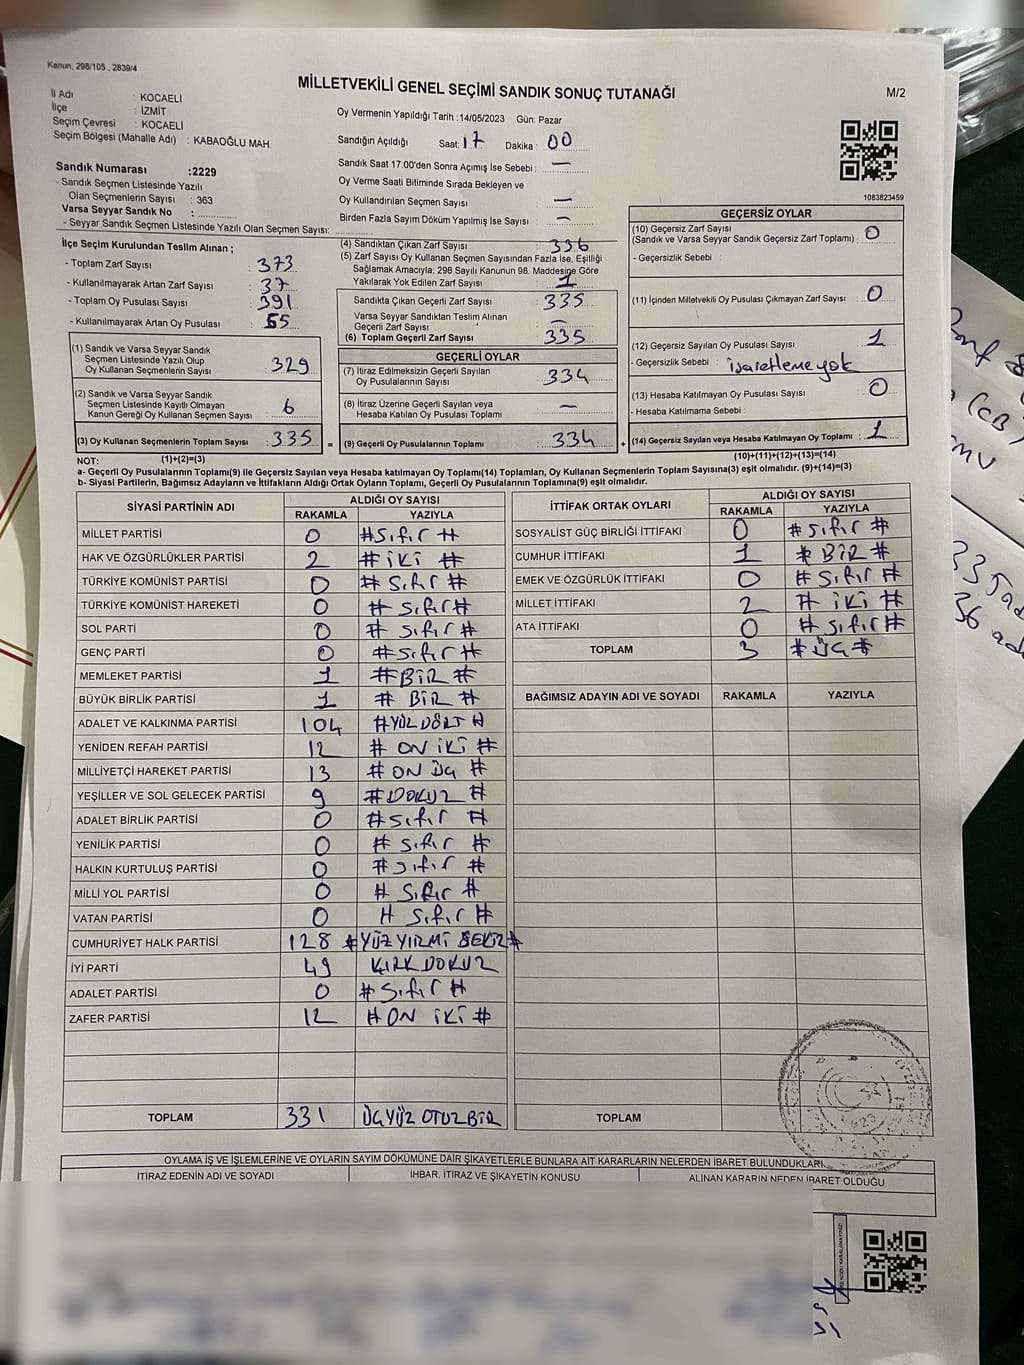 Kanun, 298/105 , 2839/4
MİLLETVEKİLİ GENEL SEÇİMİ SANDIK SONUÇ TUTANAĞI
M/2
İl Adı : KOCAELİ
İlçe : İZMİT
Seçim Çevresi : KOCAELİ
Seçim Bölgesi (Mahalle Adı) : KABAOĞLU MAH.
Oy Vermenin Yapıldığı Tarih :14/05/2023 Gün: Pazar
Sandığın Açıldığı Saat: 17 Dakika : 00
Sandık Saat 17:00'den Sonra Açımış İse Sebebi : —
Oy Verme Saati Bitiminde Sırada Bekleyen ve
Oy Kullandırılan Seçmen Sayısı : —
Birden Fazla Sayım Döküm Yapılmış İse Sayısı : —
1083823459
Sandık Numarası :2229
- Sandık Seçmen Listesinde Yazılı
Olan Seçmenlerin Sayısı : 363
Varsa Seyyar Sandık No :
- Seyyar Sandık Seçmen Listesinde Yazılı Olan Seçmen Sayısı:
İlçe Seçim Kurulundan Teslim Alınan ;
- Toplam Zarf Sayısı : 373
- Kullanılmayarak Artan Zarf Sayısı : 37
- Toplam Oy Pusulası Sayısı : 391
- Kullanılmayarak Artan Oy Pusulası : 55
(1) Sandık ve Varsa Seyyar Sandık
Seçmen Listesinde Yazılı Olup
Oy Kullanan Seçmenlerin Sayısı : 329
(2) Sandık ve Varsa Seyyar Sandık
Seçmen Listesinde Kayıtlı Olmayan
Kanun Gereği Oy Kullanan Seçmen Sayısı : 6
(3) Oy Kullanan Seçmenlerin Toplam Sayısı : 335 =
(1)+(2)=(3)
(4) Sandıktan Çıkan Zarf Sayısı : 336
(5) Zarf Sayısı Oy Kullanan Seçmen Sayısından Fazla İse, Eşitliği
Sağlamak Amacıyla; 298 Sayılı Kanunun 98. Maddesine Göre
Yakılarak Yok Edilen Zarf Sayısı : 1
Sandıkta Çıkan Geçerli Zarf Sayısı : 335
Varsa Seyyar Sandıktan Teslim Alınan
Geçerli Zarf Sayısı : —
(6) Toplam Geçerli Zarf Sayısı : 335
GEÇERLİ OYLAR
(7) İtiraz Edilmeksizin Geçerli Sayılan
Oy Pusulalarının Sayısı : 334
(8) İtiraz Üzerine Geçerli Sayılan veya
Hesaba Katılan Oy Pusulası Toplamı : —
(9) Geçerli Oy Pusulalarının Toplamı : 334 +
GEÇERSİZ OYLAR
(10) Geçersiz Zarf Sayısı
(Sandık ve Varsa Seyyar Sandık Geçersiz Zarf Toplamı) : 0
- Geçersizlik Sebebi :
(11) İçinden Milletvekili Oy Pusulası Çıkmayan Zarf Sayısı : 0
(12) Geçersiz Sayılan Oy Pusulası Sayısı : 1
- Geçersizlik Sebebi : işaretleme yok
(13) Hesaba Katılmayan Oy Pusulası Sayısı : 0
- Hesaba Katılmama Sebebi :
(14) Geçersiz Sayılan veya Hesaba Katılmayan Oy Toplamı : 1
(10)+(11)+(12)+(13)=(14)
NOT:
a- Geçerli Oy Pusulalarının Toplamı(9) ile Geçersiz Sayılan veya Hesaba katılmayan Oy Toplamı(14) Toplamları, Oy Kullanan Seçmenlerin Toplam Sayısına(3) eşit olmalıdır. (9)+(14)=(3)
b- Siyasi Partilerin, Bağımsız Adayların ve İttifakların Aldığı Ortak Oyların Toplamı, Geçerli Oy Pusulalarının Toplamına(9) eşit olmalıdır.
SİYASİ PARTİNİN ADI ALDIĞI OY SAYISI
RAKAMLA YAZIYLA
MİLLET PARTİSİ 0 #Sıfır #
HAK VE ÖZGÜRLÜKLER PARTİSİ 2 #İKİ #
TÜRKİYE KOMÜNİST PARTİSİ 0 # Sıfır #
TÜRKİYE KOMÜNİST HAREKETİ 0 # Sıfır #
SOL PARTİ 0 # Sıfır #
GENÇ PARTİ 0 #Sıfır #
MEMLEKET PARTİSİ 1 #BİR #
BÜYÜK BİRLİK PARTİSİ 1 # BİR #
ADALET VE KALKINMA PARTİSİ 104 #YÜZ DÖRT #
YENİDEN REFAH PARTİSİ 12 # ON İKİ #
MİLLİYETÇİ HAREKET PARTİSİ 13 # ON ÜÇ #
YEŞİLLER VE SOL GELECEK PARTİSİ 9 #DOKUZ #
ADALET BİRLİK PARTİSİ 0 #Sıfır #
YENİLİK PARTİSİ 0 # Sıfır #
HALKIN KURTULUŞ PARTİSİ 0 # Sıfır #
MİLLİ YOL PARTİSİ 0 # Sıfır #
VATAN PARTİSİ 0 # Sıfır #
CUMHURİYET HALK PARTİSİ 128 #YÜZ YİRMİ SEKİZ#
İYİ PARTİ 49 KIRK DOKUZ
ADALET PARTİSİ 0 #Sıfır #
ZAFER PARTİSİ 12 #ON İKİ #
TOPLAM 331 ÜÇ YÜZ OTUZ BİR
İTTİFAK ORTAK OYLARI ALDIĞI OY SAYISI
RAKAMLA YAZIYLA
SOSYALİST GÜÇ BİRLİĞİ İTTİFAKI 0 # Sıfır #
CUMHUR İTTİFAKI 1 # BİR #
EMEK VE ÖZGÜRLÜK İTTİFAKI 0 # Sıfır #
MİLLET İTTİFAKI 2 # İKİ #
ATA İTTİFAKI 0 # Sıfır #
TOPLAM 3 # ÜÇ #
BAĞIMSIZ ADAYIN ADI VE SOYADI RAKAMLA YAZIYLA
TOPLAM
OYLAMA İŞ VE İŞLEMLERİNE VE OYLARIN SAYIM DÖKÜMÜNE DAİR ŞİKAYETLERLE BUNLARA AİT KARARLARIN NELERDEN İBARET BULUNDUKLARI
İTİRAZ EDENİN ADI VE SOYADI İHBAR, İTİRAZ VE ŞİKAYETİN KONUSU ALINAN KARARIN NEDEN İBARET OLDUĞU